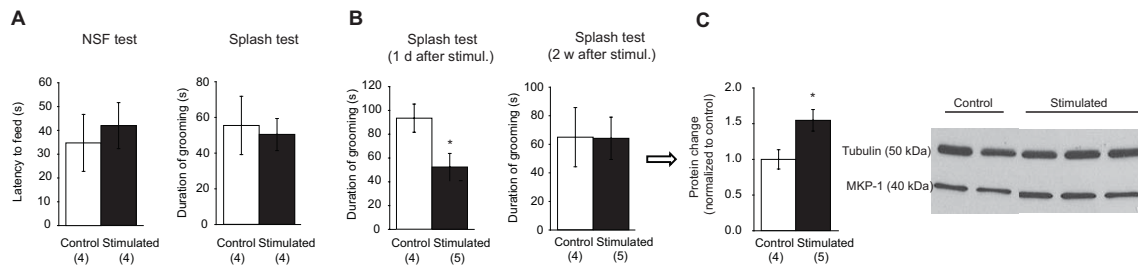 A
NSF test
Latency to feed (s)
60
50
40
30
20
10
0
Control Stimulated
(4) (4)
Splash test
Duration of grooming (s)
80
60
40
20
0
Control Stimulated
(4) (4)
B
Splash test
(1 d after stimul.)
Duration of grooming (s)
120
100
80
60
40
20
0
*
Control Stimulated
(4) (5)
Splash test
(2 w after stimul.)
Duration of grooming (s)
100
80
60
40
20
0
Control Stimulated
(4) (5)
C
Protein change
(normalized to control)
2.0
1.5
1.0
0.5
0.0
*
Control Stimulated
(4) (5)
Control Stimulated
Tubulin (50 kDa)
MKP-1 (40 kDa)